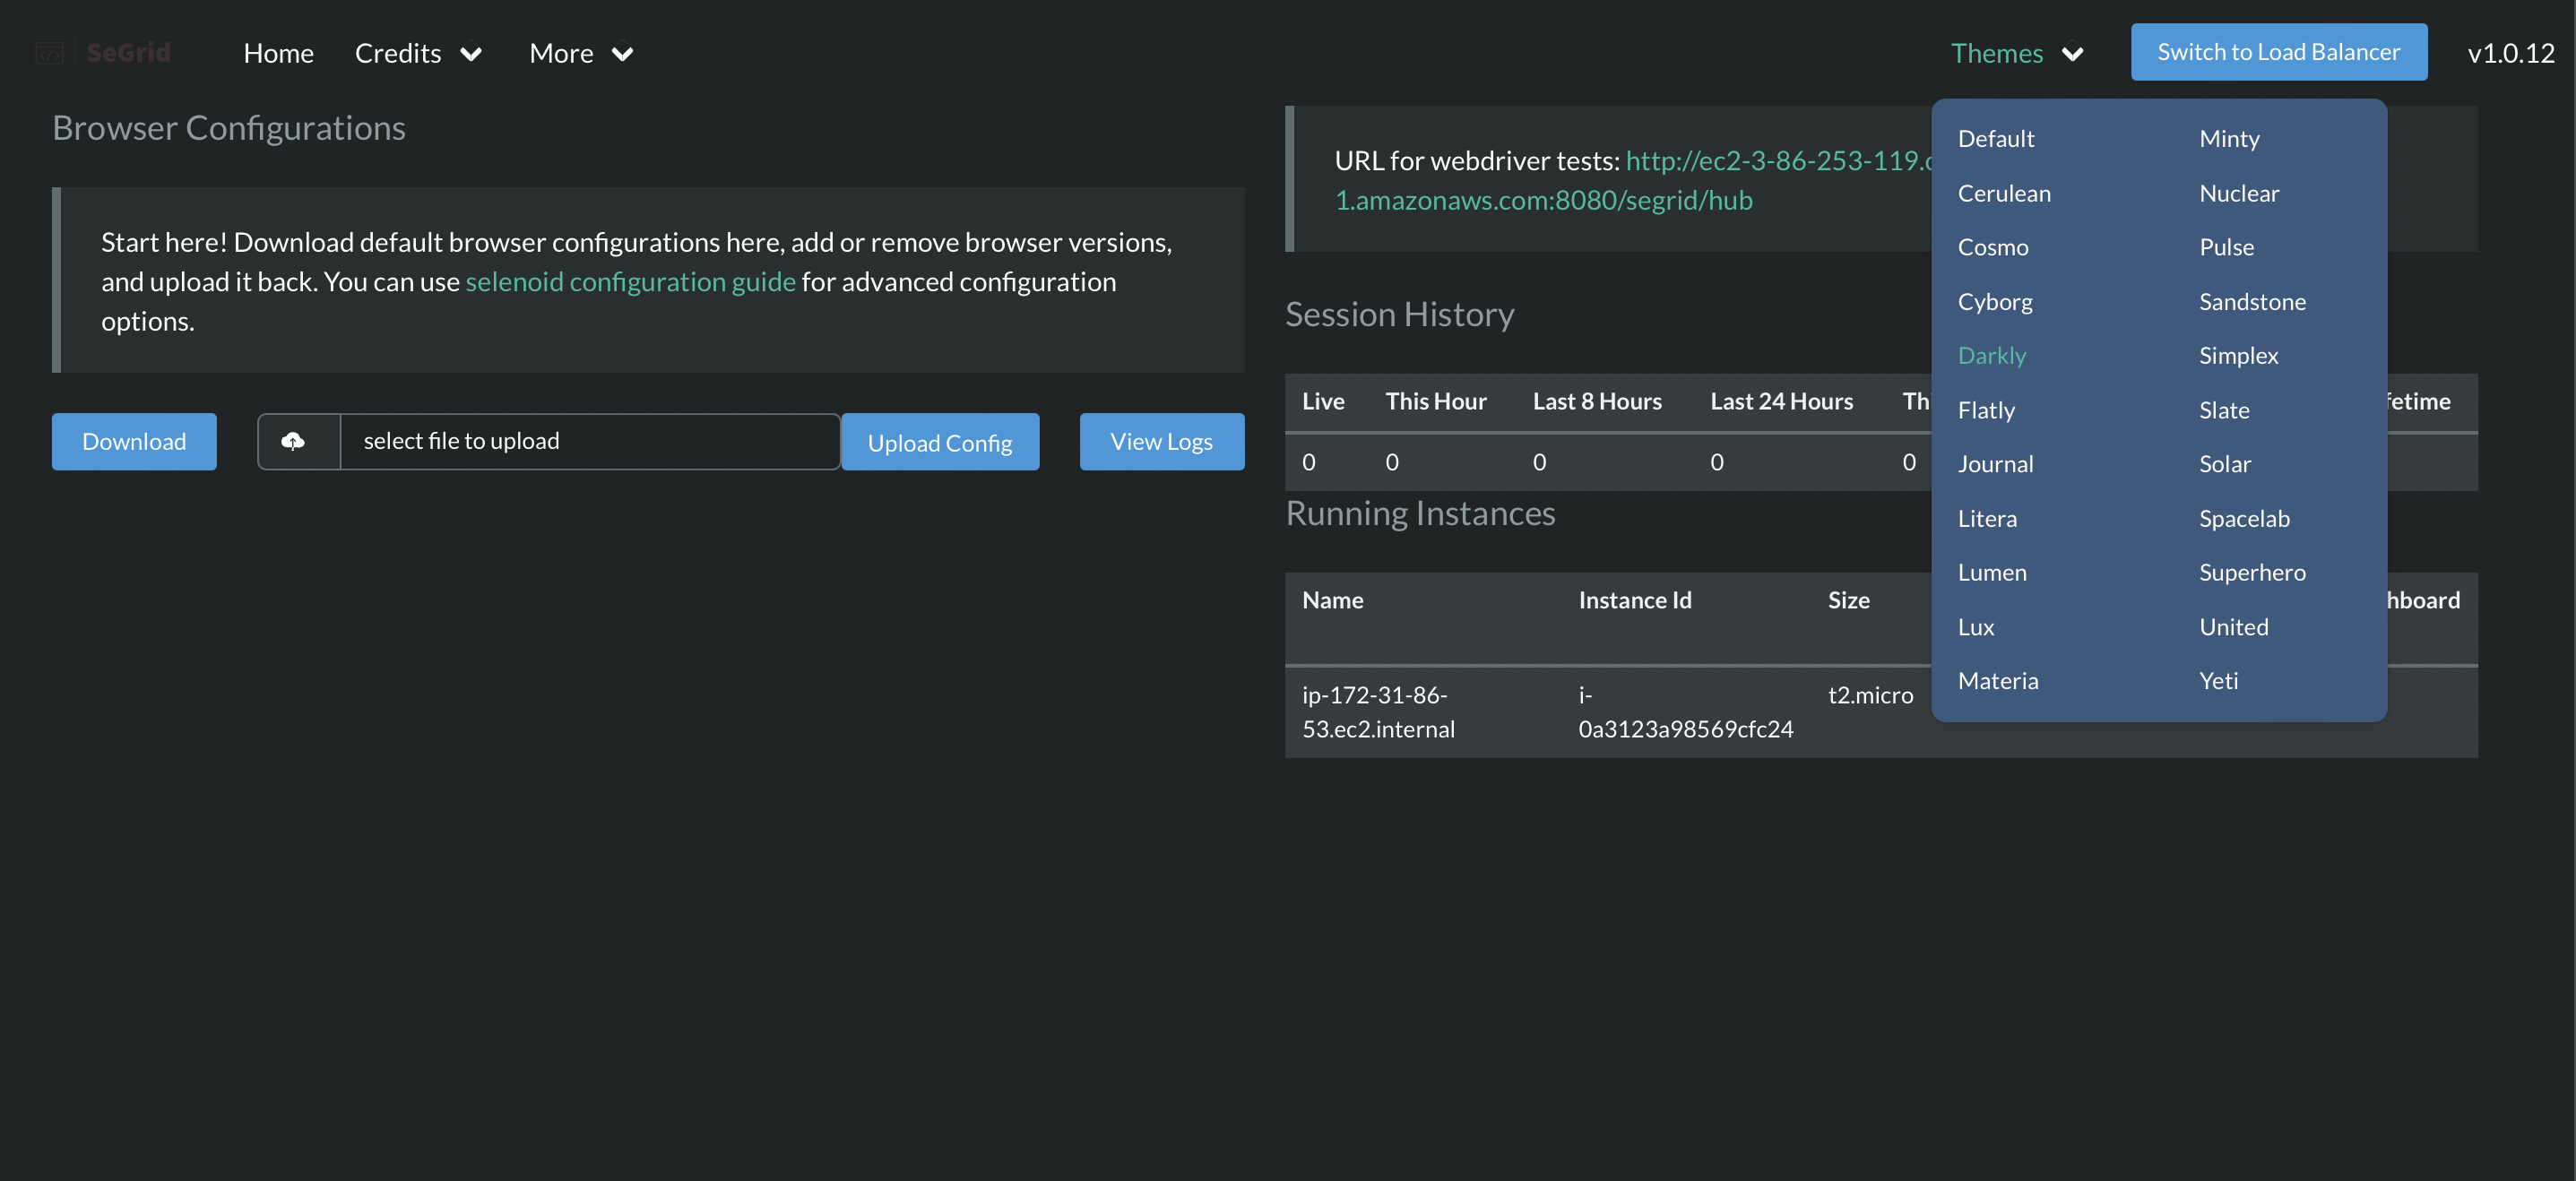 SeGrid
Home
Credits
More
Themes
Switch to Load Balancer
v1.0.12
Browser Configurations
Start here! Download default browser configurations here, add or remove browser versions,
and upload it back. You can use selenoid configuration guide for advanced configuration
options.
Download
select file to upload
Upload Config
View Logs
URL for webdriver tests: http://ec2-3-86-253-119.
1.amazonaws.com:8080/segrid/hub
Session History
Live This Hour Last 8 Hours Last 24 Hours Th fetime
0 0 0 0 0
Running Instances
Name Instance Id Size hboard
ip-172-31-86- i- t2.micro
53.ec2.internal 0a3123a98569cfc24
Default
Cerulean
Cosmo
Cyborg
Darkly
Flatly
Journal
Litera
Lumen
Lux
Materia
Minty
Nuclear
Pulse
Sandstone
Simplex
Slate
Solar
Spacelab
Superhero
United
Yeti